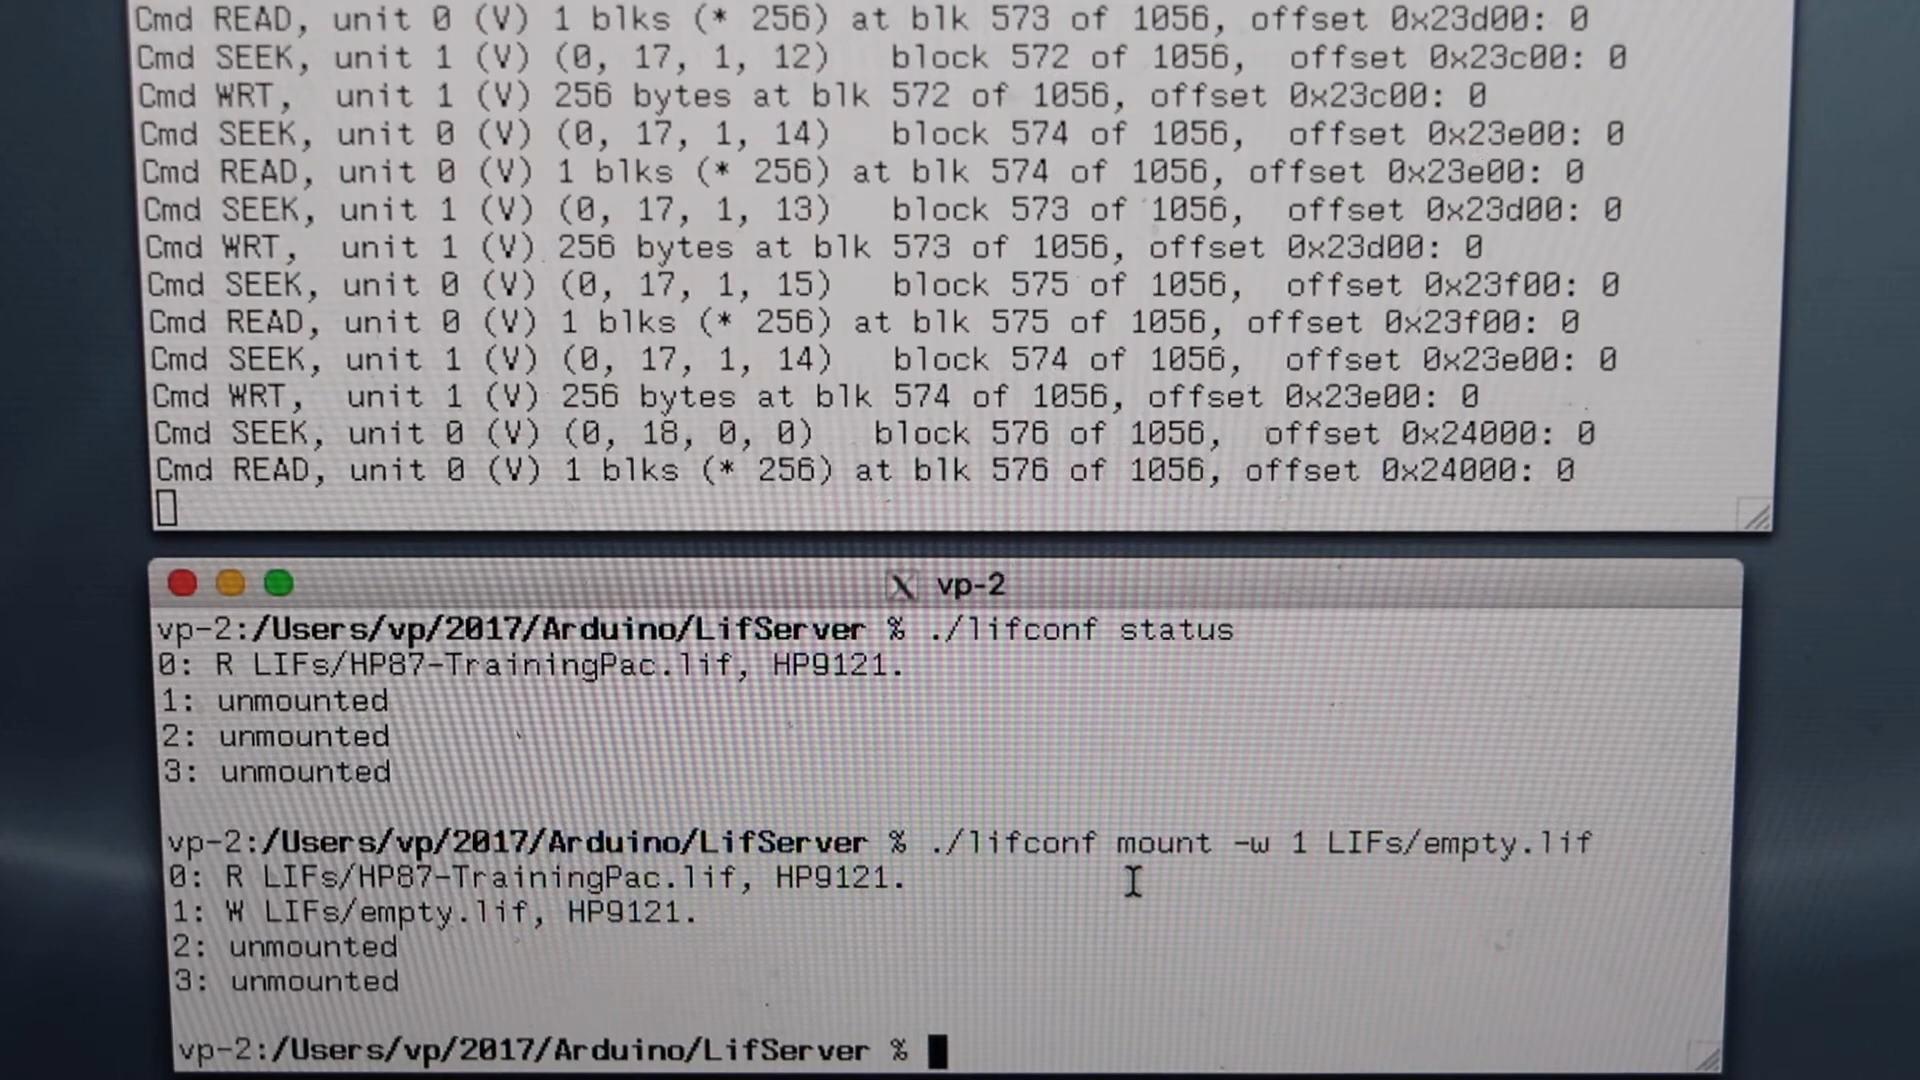 Cmd READ, unit 0 (V) 1 blks (* 256) at blk 573 of 1056, offset 0x23d00: 0
Cmd SEEK, unit 1 (V) (0, 17, 1, 12)   block 572 of 1056,  offset 0x23c00: 0
Cmd WRT,  unit 1 (V) 256 bytes at blk 572 of 1056, offset 0x23c00: 0
Cmd SEEK, unit 0 (V) (0, 17, 1, 14)   block 574 of 1056,  offset 0x23e00: 0
Cmd READ, unit 0 (V) 1 blks (* 256) at blk 574 of 1056, offset 0x23e00: 0
Cmd SEEK, unit 1 (V) (0, 17, 1, 13)   block 573 of 1056,  offset 0x23d00: 0
Cmd WRT,  unit 1 (V) 256 bytes at blk 573 of 1056, offset 0x23d00: 0
Cmd SEEK, unit 0 (V) (0, 17, 1, 15)   block 575 of 1056,  offset 0x23f00: 0
Cmd READ, unit 0 (V) 1 blks (* 256) at blk 575 of 1056, offset 0x23f00: 0
Cmd SEEK, unit 1 (V) (0, 17, 1, 14)   block 574 of 1056,  offset 0x23e00: 0
Cmd WRT,  unit 1 (V) 256 bytes at blk 574 of 1056, offset 0x23e00: 0
Cmd SEEK, unit 0 (V) (0, 18, 0, 0)   block 576 of 1056,  offset 0x24000: 0
Cmd READ, unit 0 (V) 1 blks (* 256) at blk 576 of 1056, offset 0x24000: 0
X vp-2
vp-2:/Users/vp/2017/Arduino/LifServer % ./lifconf status
0: R LIFs/HP87-TrainingPac.lif, HP9121.
1: unmounted
2: unmounted
3: unmounted
vp-2:/Users/vp/2017/Arduino/LifServer % ./lifconf mount -w 1 LIFs/empty.lif
0: R LIFs/HP87-TrainingPac.lif, HP9121.
1: W LIFs/empty.lif, HP9121.
2: unmounted
3: unmounted
vp-2:/Users/vp/2017/Arduino/LifServer %